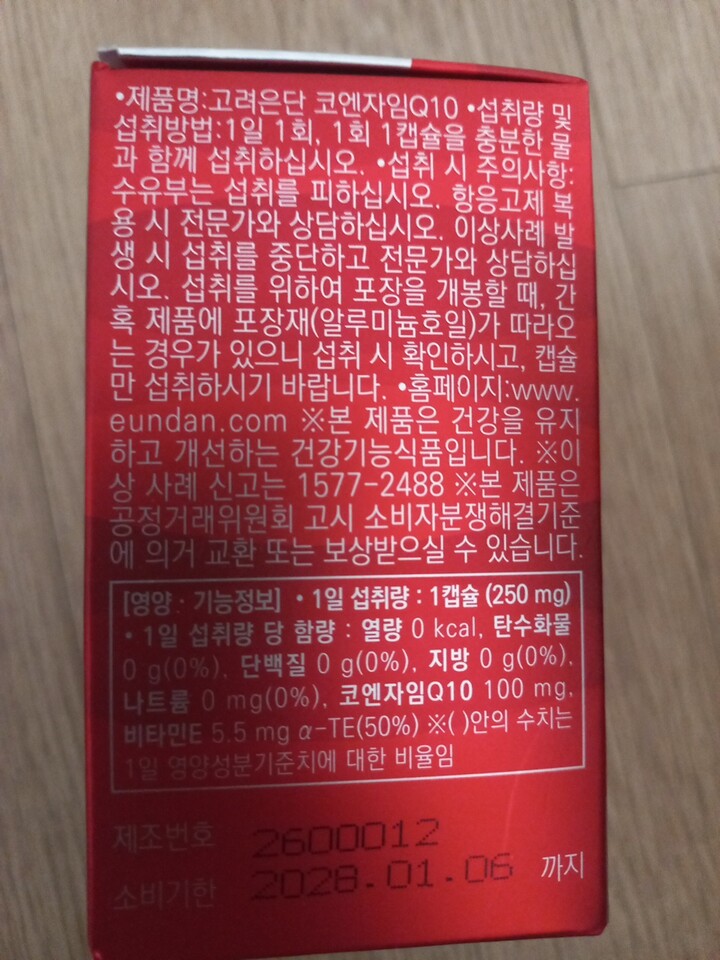 •제품명:고려은단 코엔자임Q10 •섭취량 및
섭취방법:1일 1회, 1회 1캡슐을 충분한 물
과 함께 섭취하십시오. •섭취 시 주의사항:
수유부는 섭취를 피하십시오. 항응고제 복
용 시 전문가와 상담하십시오. 이상사례 발
생 시 섭취를 중단하고 전문가와 상담하십
시오. 섭취를 위하여 포장을 개봉할 때, 간
혹 제품에 포장재(알루미늄호일)가 따라오
는 경우가 있으니 섭취 시 확인하시고, 캡슐
만 섭취하시기 바랍니다. •홈페이지:www.
eundan.com ※본 제품은 건강을 유지
하고 개선하는 건강기능식품입니다. ※이
상 사례 신고는 1577-2488 ※본 제품은
공정거래위원회 고시 소비자분쟁해결기준
에 의거 교환 또는 보상받으실 수 있습니다.
[영양·기능정보] •1일 섭취량 : 1캡슐 (250 mg)
•1일 섭취량 당 함량 : 열량 0 kcal, 탄수화물
0 g(0%), 단백질 0 g(0%), 지방 0 g(0%),
나트륨 0 mg(0%), 코엔자임Q10 100 mg,
비타민E 5.5 mg α-TE(50%) ※( )안의 수치는
1일 영양성분기준치에 대한 비율임
제조번호 2600012
소비기한 2028.01.06 까지